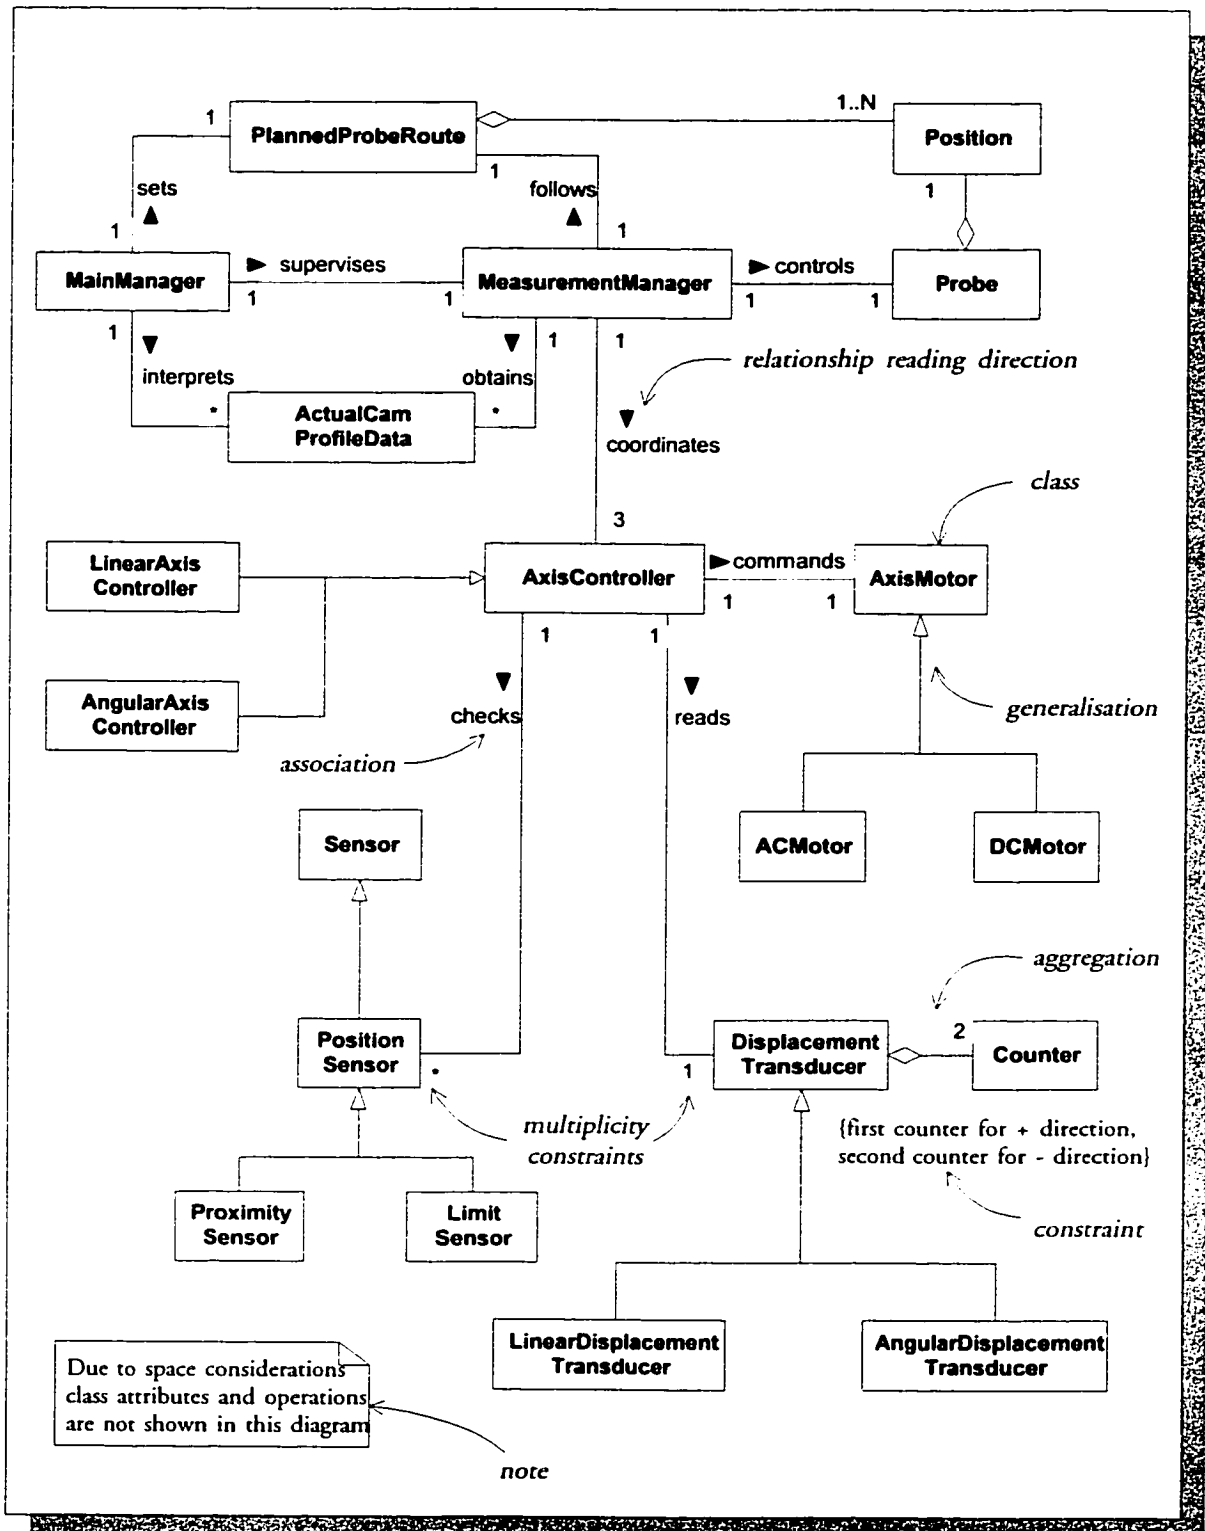 1
PlannedProbeRoute
1..N
Position
1
1
sets
follows
1
1
1
MainManager
supervises
1
1
MeasurementManager
controls
1
1
Probe
1
interprets
*
obtains
1
*
1
relationship reading direction
ActualCam
ProfileData
coordinates
3
class
LinearAxis
Controller
AxisController
commands
1
1
AxisMotor
1
1
AngularAxis
Controller
checks
reads
generalisation
association
Sensor
ACMotor
DCMotor
aggregation
Position
Sensor
*
1
Displacement
Transducer
2
Counter
multiplicity
constraints
{first counter for + direction,
second counter for - direction}
Proximity
Sensor
Limit
Sensor
constraint
LinearDisplacement
Transducer
AngularDisplacement
Transducer
Due to space considerations
class attributes and operations
are not shown in this diagram
note